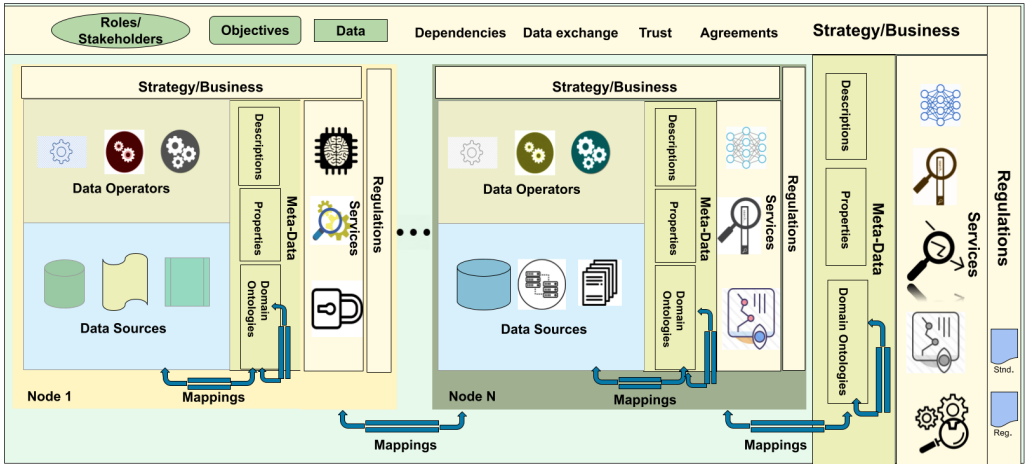 Roles/
Stakeholders
Objectives
Data
Dependencies
Data exchange
Trust
Agreements
Strategy/Business
Strategy/Business
Data Operators
Data Sources
Descriptions
Properties
Domain
Ontologies
Meta-Data
Services
Regulations
Mappings
Node 1
Mappings
Strategy/Business
Data Operators
Data Sources
Descriptions
Properties
Domain
Ontologies
Meta-Data
Services
Regulations
Mappings
Node N
Mappings
Descriptions
Properties
Domain Ontologies
Meta-Data
Services
Regulations
Stnd.
Reg.